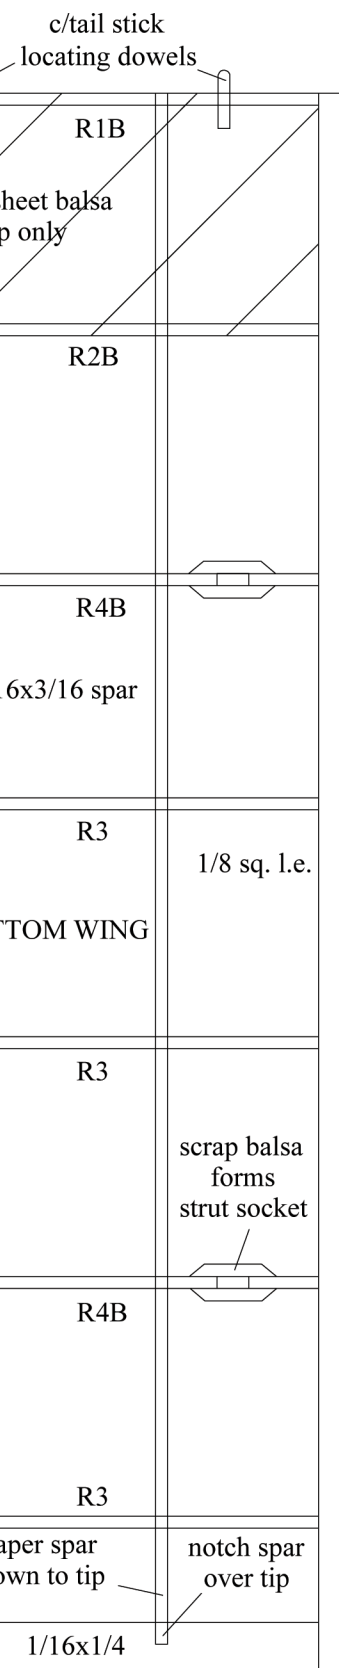 c/tail stick
locating dowels
R1B
heet balsa
p only
R2B
R4B
6x3/16 spar
R3
1/8 sq. l.e.
TOM WING
R3
scrap balsa
forms
strut socket
R4B
R3
aper spar
own to tip
notch spar
over tip
1/16x1/4